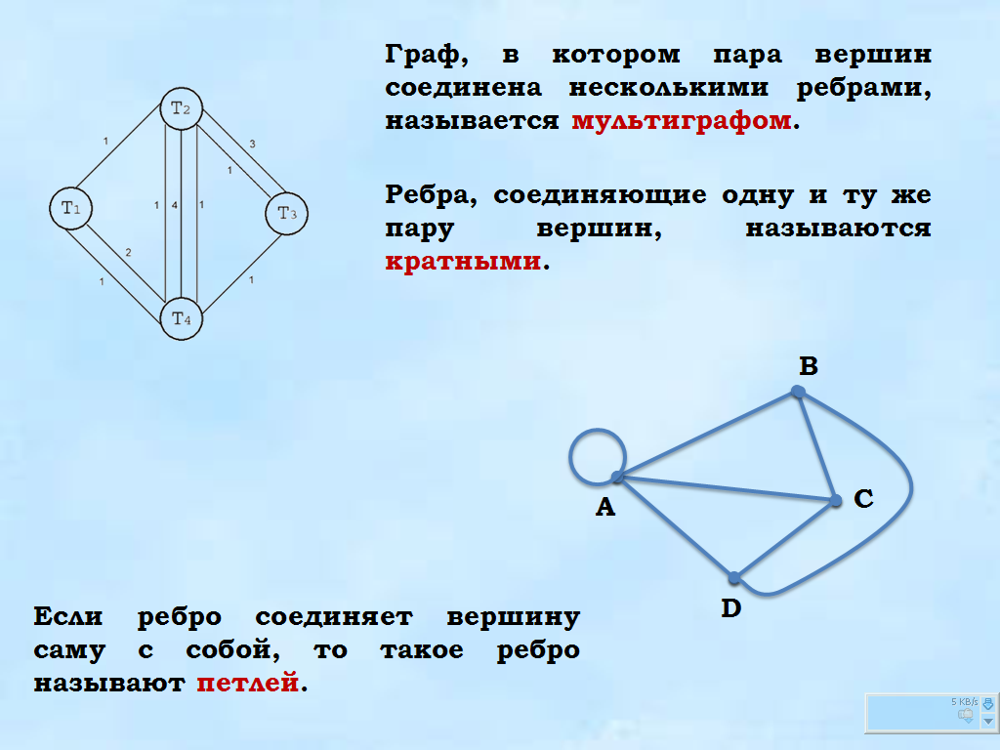 Граф, в котором пара вершин
соединена несколькими ребрами,
называется мультиграфом.
Ребра, соединяющие одну и ту же
пару вершин, называются
кратными.
T2
1
3
1
T1
1 4 1
T3
2
1
1
T4
B
A
C
D
Если ребро соединяет вершину
саму с собой, то такое ребро
называют петлей.
5 KB/s